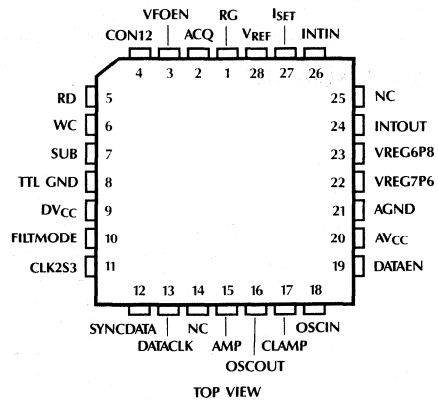 VFOEN RG ISET
CON12 ACQ VREF INTIN
4 3 2 1 28 27 26
RD 5 25 NC
WC 6 24 INTOUT
SUB 7 23 VREG6P8
TTL GND 8 22 VREG7P6
DVCC 9 21 AGND
FILTMODE 10 20 AVCC
CLK2S3 11 19 DATAEN
12 13 14 15 16 17 18
SYNCDATA NC OSCIN
DATACLK AMP CLAMP
OSCOUT
TOP VIEW